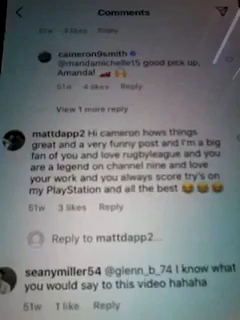 Comments
51w 3 likes Reply
cameron9smith
@mandamichelle15 good pick up,
Amanda! 🏎️ 🙌
51w 4 likes Reply
View 1 more reply
mattdapp2 Hi cameron hows things
great and a very funny post and I'm a big
fan of you and love rugbyleague and you
are a legend on channel nine and love
your work and you always score try's on
my PlayStation and all the best 😂😂😂
51w 3 likes Reply
Reply to mattdapp2...
seanymiller54 @glenn_b_74 I know what
you would say to this video hahaha
51w 1 like Reply